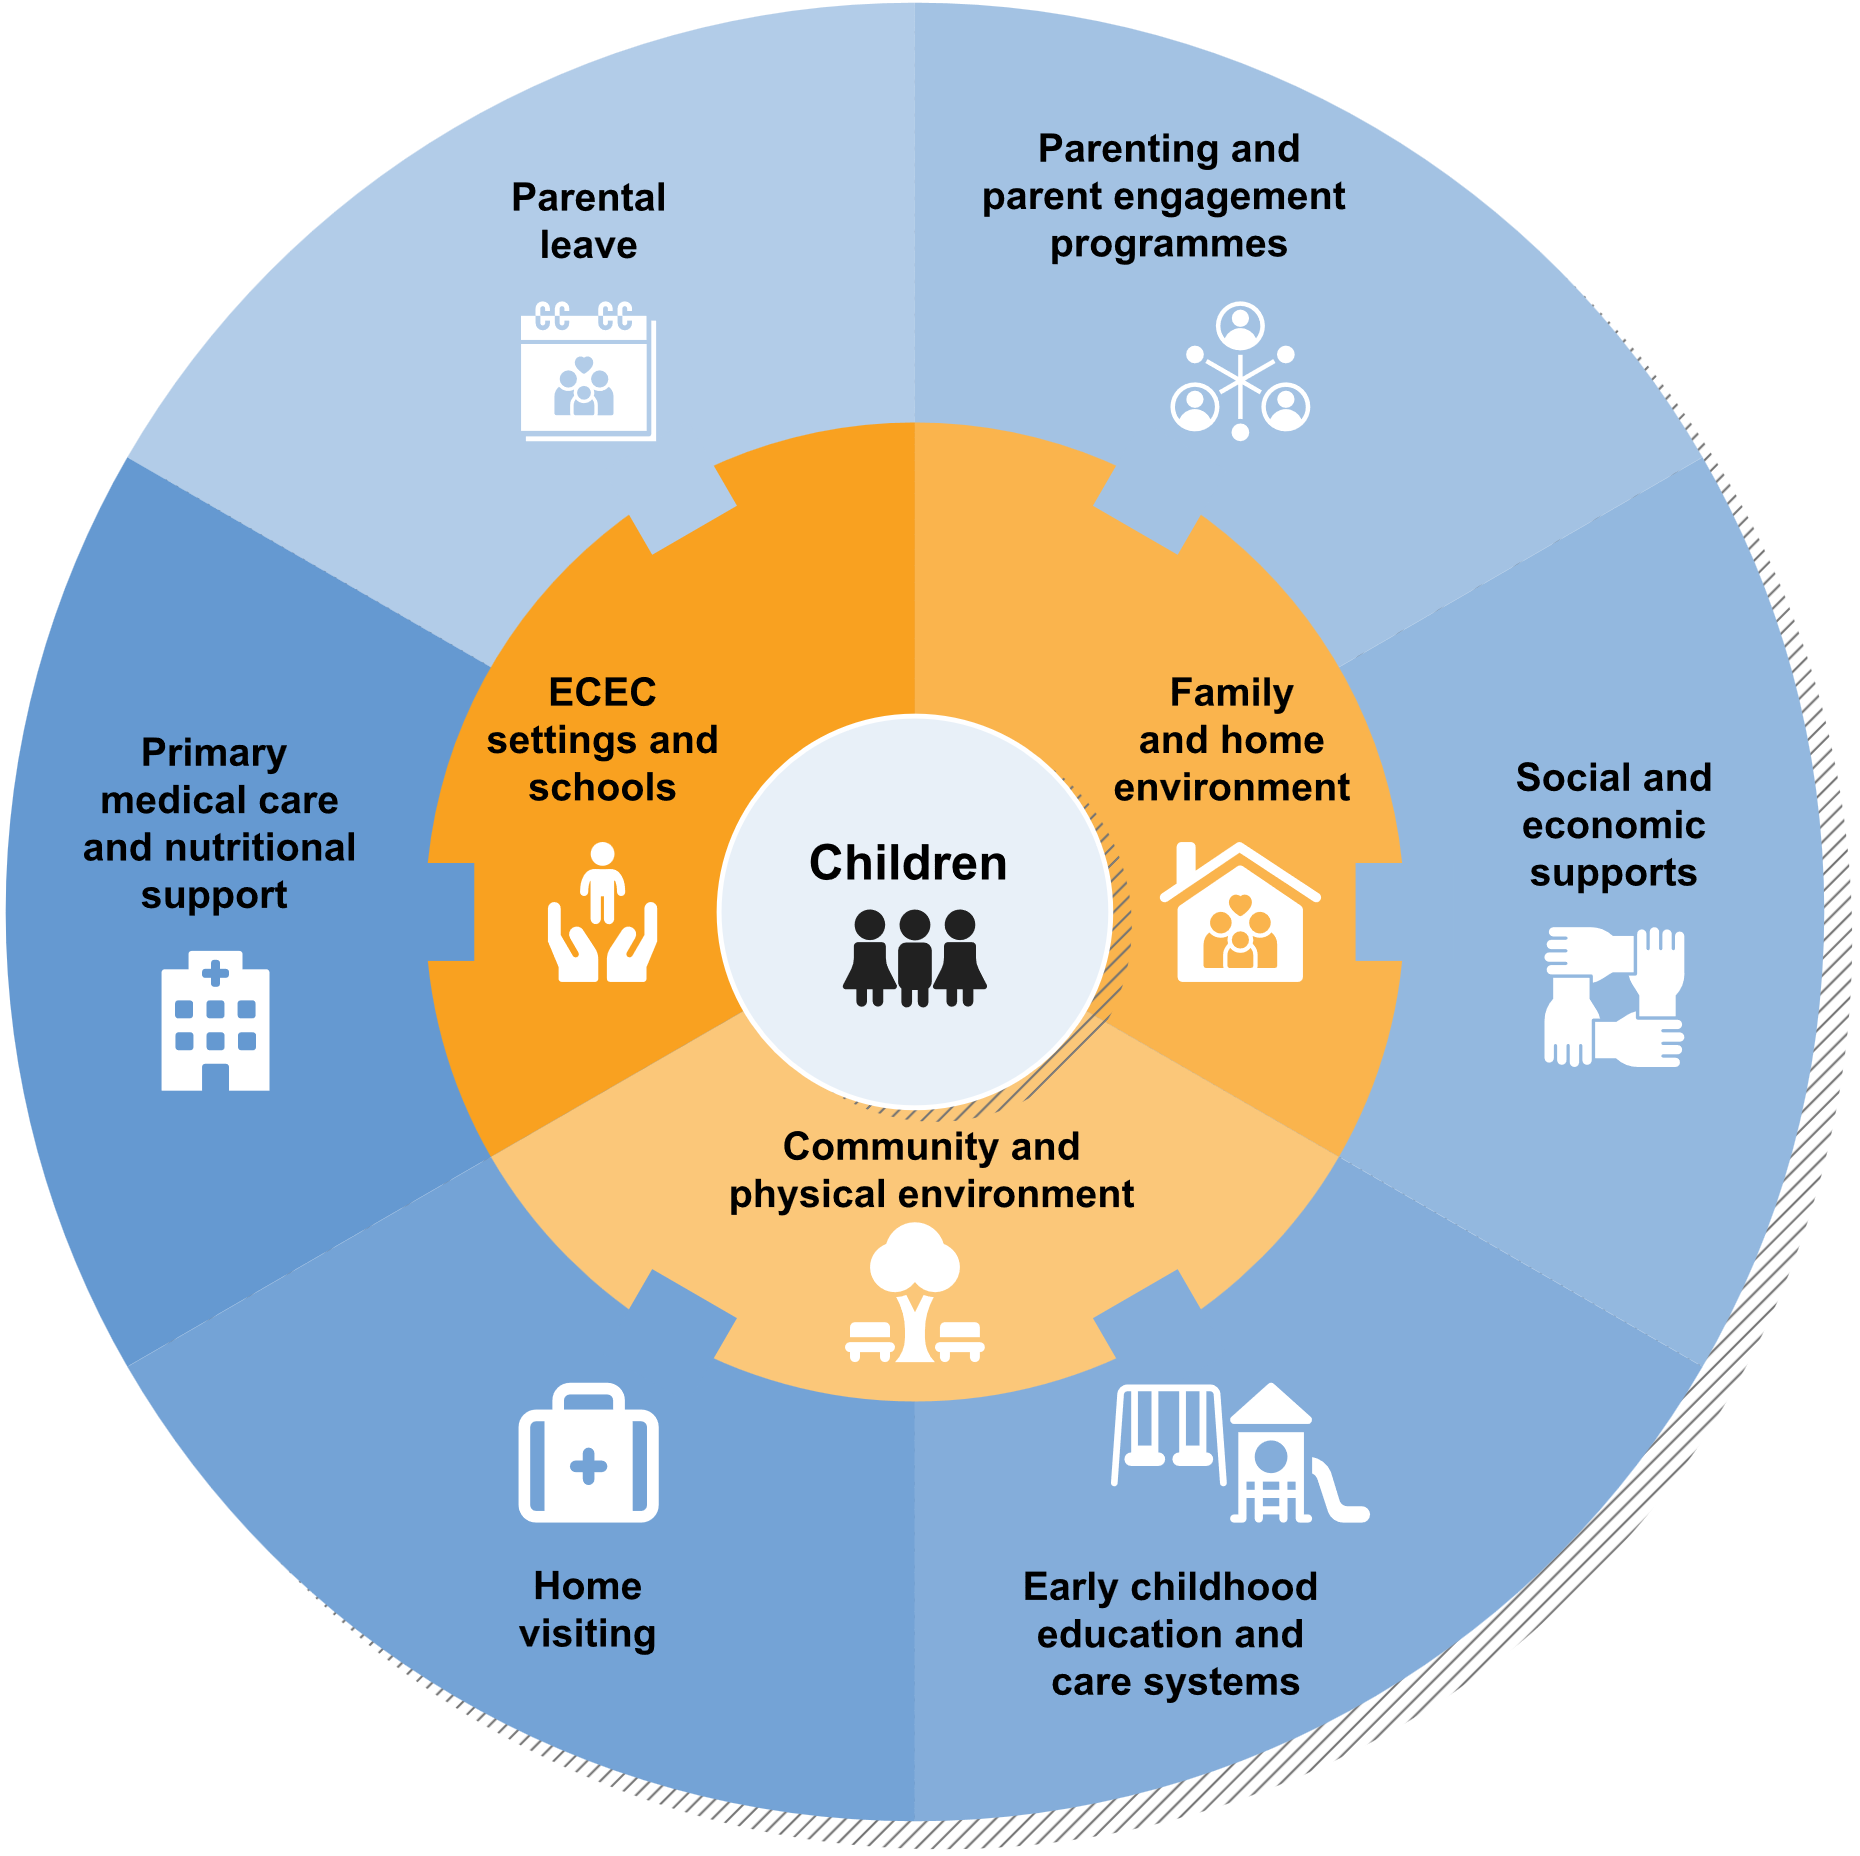 Parental
leave
Parenting and
parent engagement
programmes
Primary
medical care
and nutritional
support
ECEC
settings and
schools
Children
Family
and home
environment
Social and
economic
supports
Community and
physical environment
Home
visiting
Early childhood
education and
care systems